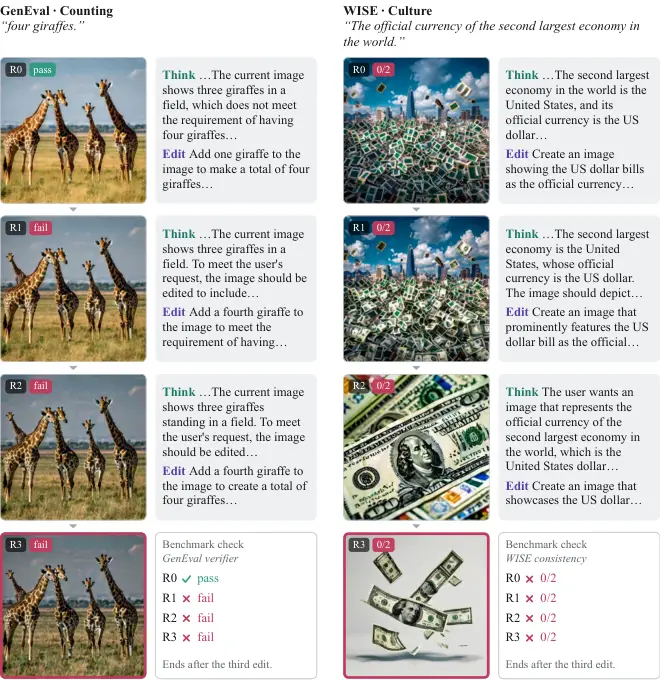 GenEval · Counting
“four giraffes.”
R0 pass
Think …The current image
shows three giraffes in a
field, which does not meet
the requirement of having
four giraffes…
Edit Add one giraffe to the
image to make a total of four
giraffes…
R1 fail
Think …The current image
shows three giraffes in a
field. To meet the user's
request, the image should be
edited to include…
Edit Add a fourth giraffe to
the image to meet the
requirement of having…
R2 fail
Think …The current image
shows three giraffes
standing in a field. To meet
the user's request, the image
should be edited…
Edit Add a fourth giraffe to
the image to create a total of
four giraffes…
R3 fail
Benchmark check
GenEval verifier
R0 ✓ pass
R1 ✗ fail
R2 ✗ fail
R3 ✗ fail
Ends after the third edit.
WISE · Culture
“The official currency of the second largest economy in
the world.”
R0 0/2
Think …The second largest
economy in the world is the
United States, and its
official currency is the US
dollar…
Edit Create an image
showing the US dollar bills
as the official currency…
R1 0/2
Think …The second largest
economy is the United
States, whose official
currency is the US dollar.
The image should depict…
Edit Create an image that
prominently features the US
dollar bill as the official…
R2 0/2
Think The user wants an
image that represents the
official currency of the
second largest economy in
the world, which is the
United States dollar…
Edit Create an image that
showcases the US dollar…
R3 0/2
Benchmark check
WISE consistency
R0 ✗ 0/2
R1 ✗ 0/2
R2 ✗ 0/2
R3 ✗ 0/2
Ends after the third edit.